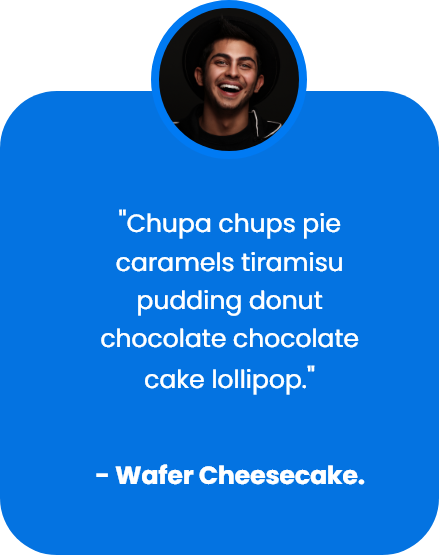 "Chupa chups pie
caramels tiramisu
pudding donut
chocolate chocolate
cake lollipop."
- Wafer Cheesecake.